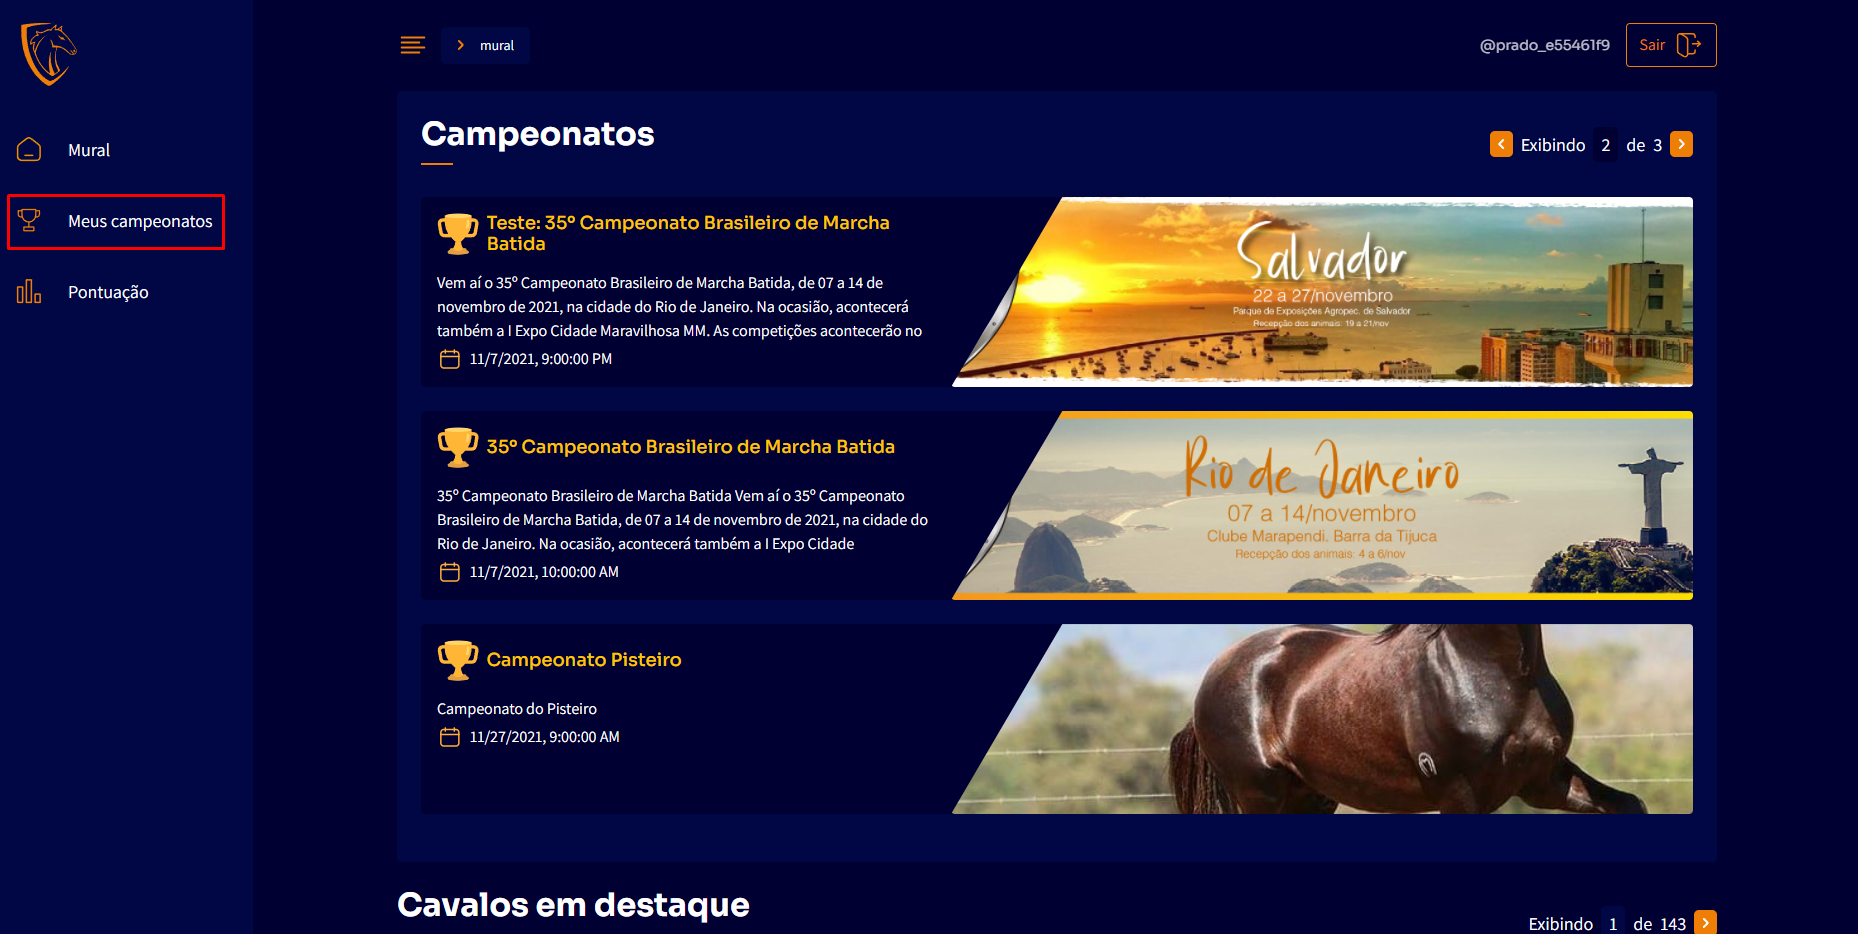 mural
@prado_e55461f9
Sair
Mural
Meus campeonatos
Pontuação
Campeonatos
Exibindo 2 de 3
Teste: 35º Campeonato Brasileiro de Marcha
Batida
Vem aí o 35º Campeonato Brasileiro de Marcha Batida, de 07 a 14 de
novembro de 2021, na cidade do Rio de Janeiro. Na ocasião, acontecerá
também a I Expo Cidade Maravilhosa MM. As competições acontecerão no
11/7/2021, 9:00:00 PM
Salvador
22 a 27/novembro
Parque de Exposições Agropec. de Salvador
Recepção dos animais: 19 a 21/nov
35º Campeonato Brasileiro de Marcha Batida
35º Campeonato Brasileiro de Marcha Batida Vem aí o 35º Campeonato
Brasileiro de Marcha Batida, de 07 a 14 de novembro de 2021, na cidade do
Rio de Janeiro. Na ocasião, acontecerá também a I Expo Cidade
11/7/2021, 10:00:00 AM
Rio de Janeiro
07 a 14/novembro
Clube Marapendi. Barra da Tijuca
Recepção dos animais: 4 a 6/nov
Campeonato Pisteiro
Campeonato do Pisteiro
11/27/2021, 9:00:00 AM
Cavalos em destaque
Exibindo 1 de 143